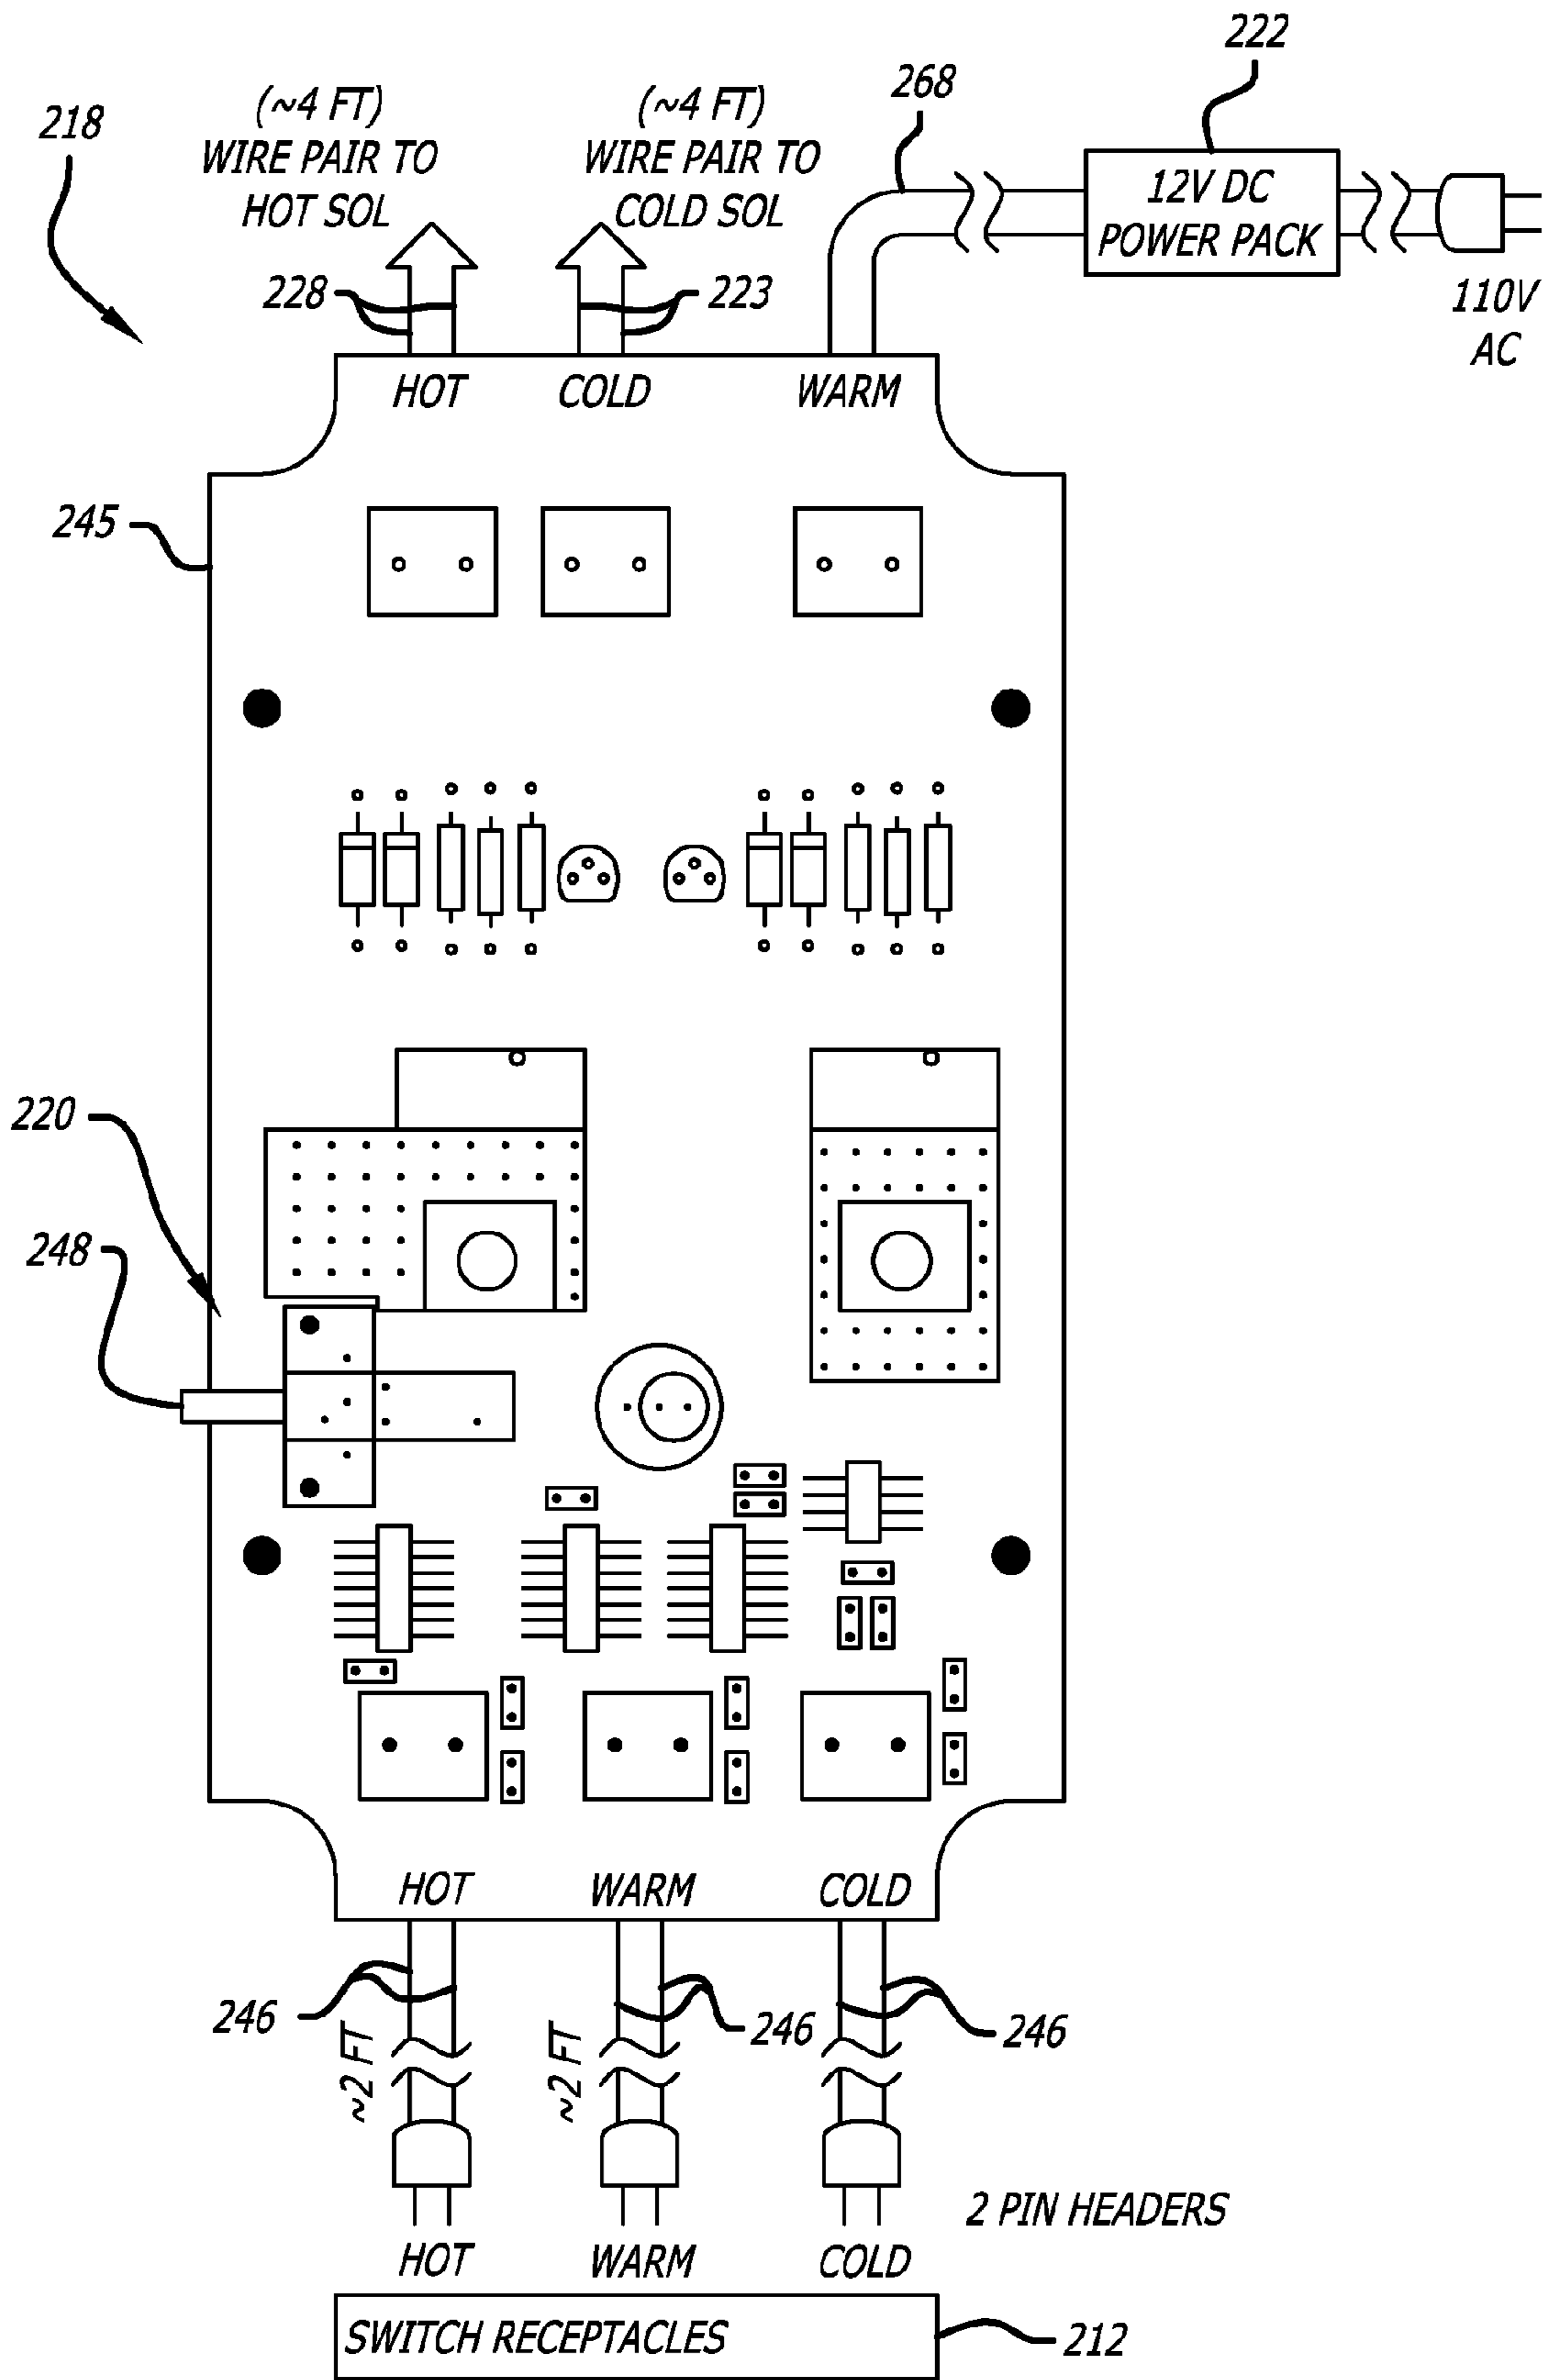 222
268
(~4 FT)
WIRE PAIR TO
HOT SOL
(~4 FT)
WIRE PAIR TO
COLD SOL
218
12V DC
POWER PACK
228
223
110V
AC
HOT
COLD
WARM
245
220
248
HOT
WARM
COLD
246
246
246
~2 FT
~2 FT
2 PIN HEADERS
HOT
WARM
COLD
SWITCH RECEPTACLES
212